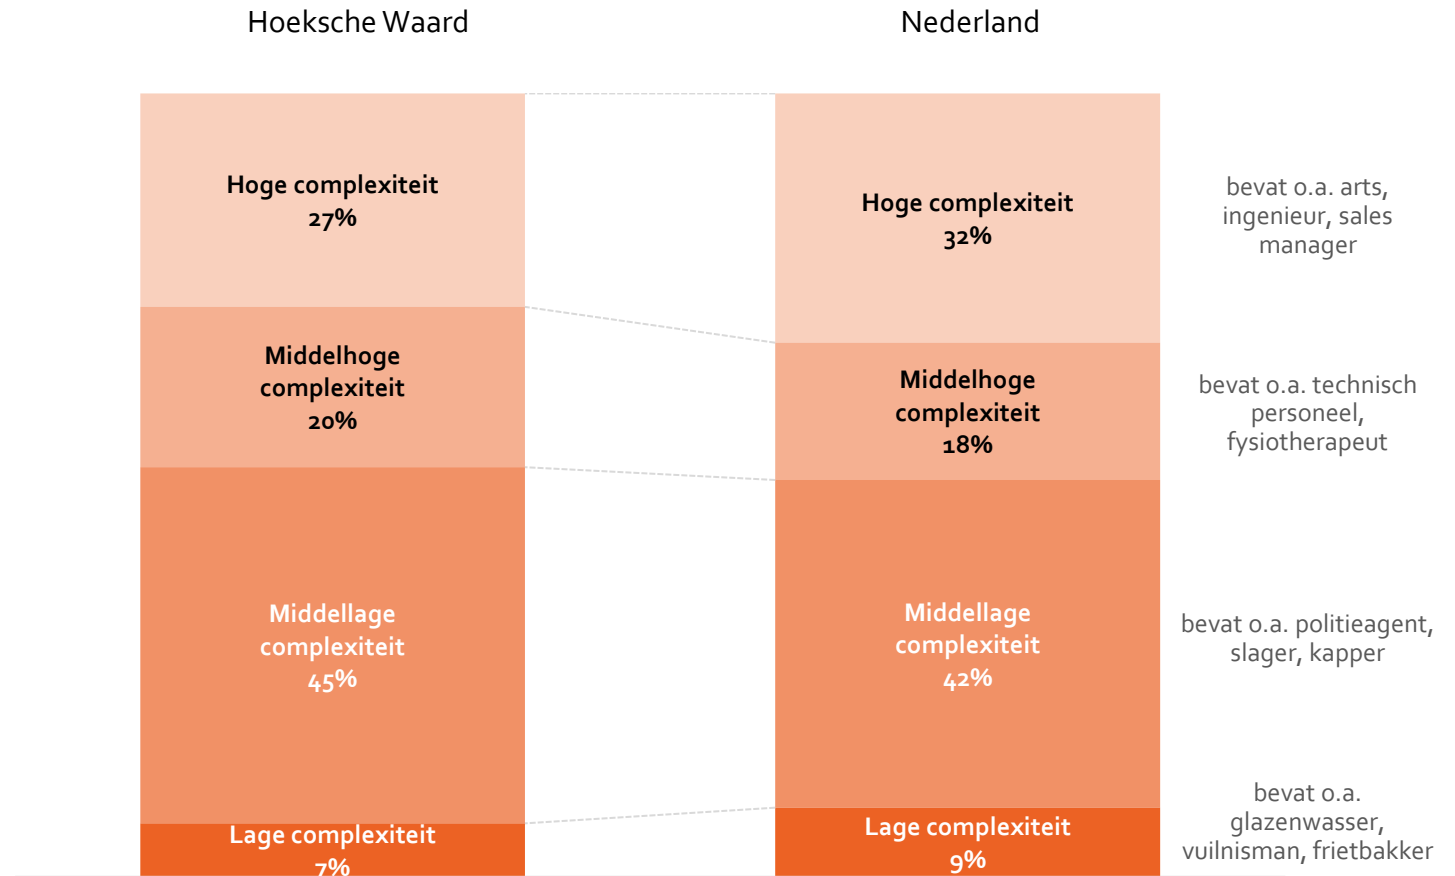 Hoeksche Waard
Nederland
Hoge complexiteit
27%
Middelhoge
complexiteit
20%
Middellage
complexiteit
45%
Lage complexiteit
7%
Hoge complexiteit
32%
Middelhoge
complexiteit
18%
Middellage
complexiteit
42%
Lage complexiteit
9%
bevat o.a. arts,
ingenieur, sales
manager
bevat o.a. technisch
personeel,
fysiotherapeut
bevat o.a. politieagent,
slager, kapper
bevat o.a.
glazenwasser,
vuilnisman, frietbakker